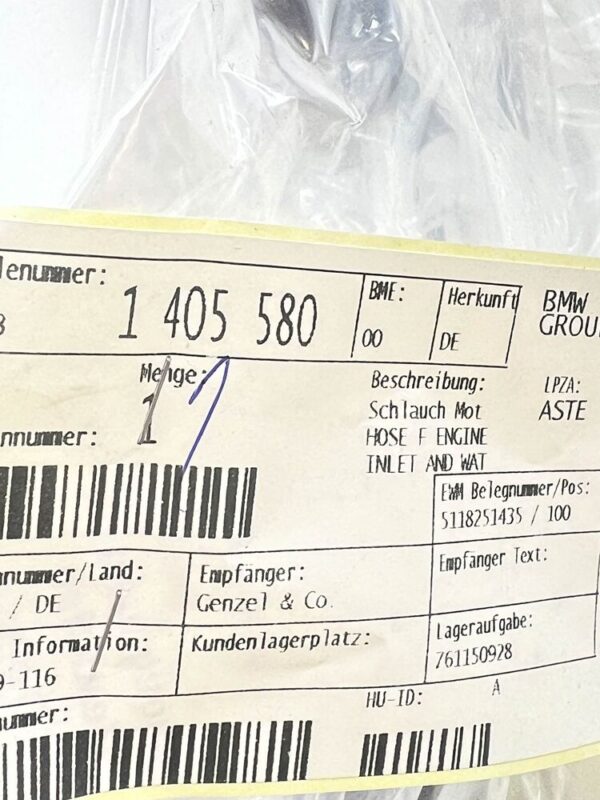 lenummer:
1 405 580
BME:
00
Herkunft
DE
BMW
GROU
Menge:
1
Beschreibung:
Schlauch Mot
HOSE F ENGINE
INLET AND WAT
LPZA:
ASTE
nnummer:
EWM Belegnummer/Pos:
5118251435 / 100
nnummer/Land:
/ DE
Empfänger:
Genzel & Co.
Empfänger Text:
Information:
9-116
Kundenlagerplatz:
Lageraufgabe:
761150928
nummer:
HU-ID:
A